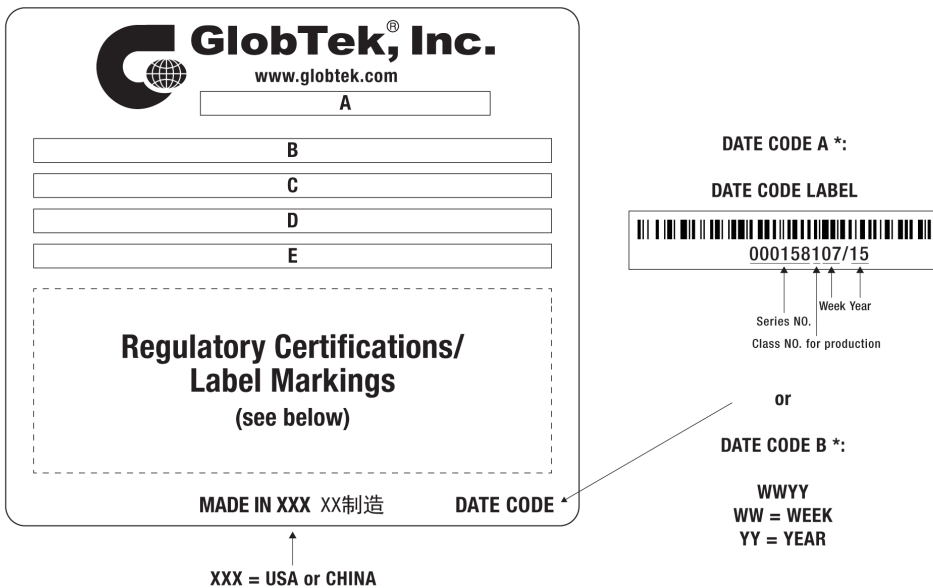 GlobTek,® Inc.
www.globtek.com
A
B
C
D
E
Regulatory Certifications/
Label Markings
(see below)
MADE IN XXX XX制造 DATE CODE
XXX = USA or CHINA
DATE CODE A *:
DATE CODE LABEL
000158107/15
Week Year
Series NO.
Class NO. for production
or
DATE CODE B *:
WWYY
WW = WEEK
YY = YEAR